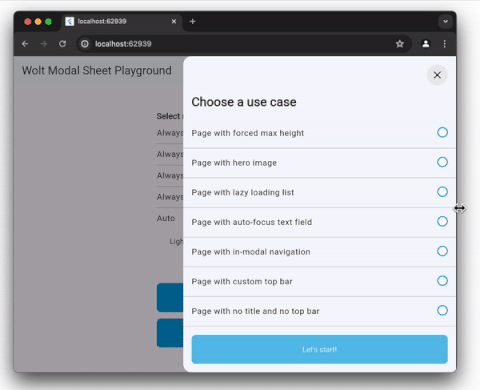 localhost:62939
localhost:62939
Wolt Modal Sheet Playground
Choose a use case
Select
Always
Page with forced max height
Always
Page with hero image
Always
Page with lazy loading list
Always
Page with auto-focus text field
Auto
Ligh
Page with in-modal navigation
Page with custom top bar
Page with no title and no top bar
Let's start!